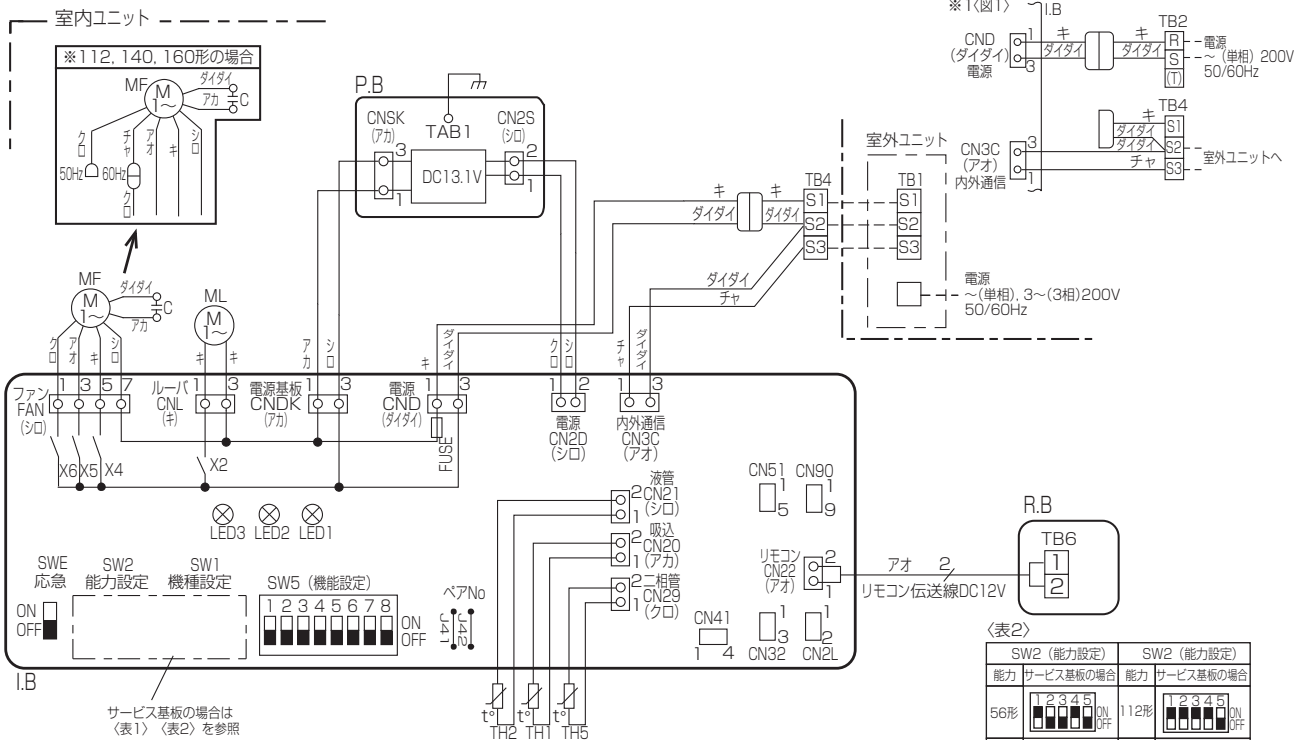 室内ユニット
※112, 140, 160形の場合
MF
M
1~
ダイダイ
アカ
C
クロ
チャ
アオ
キ
シロ
50Hz
60Hz
クロ
P.B
CNSK
(アカ)
TAB1
CN2S
(シロ)
3
1
DC13.1V
2
1
※1〈図1〉
I.B
CND
(ダイダイ)
電源
1
3
キ
ダイダイ
キ
ダイダイ
TB2
R
S
(T)
電源
~ (単相) 200V
50/60Hz
TB4
キ
ダイダイ
ダイダイ
チャ
S1
S2
S3
室外ユニットへ
CN3C
(アオ)
内外通信
3
1
室外ユニット
TB4
TB1
キ
ダイダイ
キ
ダイダイ
S1
S2
S3
S1
S2
S3
ダイダイ
チャ
電源
~(単相), 3~(3相)200V
50/60Hz
MF
M
1~
ダイダイ
アカ
C
ML
M
1~
クロ
アオ
キ
シロ
キ
キ
アカ
シロ
キ
ダイダイ
クロ
シロ
チャ
ダイダイ
ファン
FAN
(シロ)
1 3 5 7
ルーバ
CNL
(キ)
1 3
電源基板
CNDK
(アカ)
1 3
電源
CND
(ダイダイ)
1 3
FUSE
1 2
電源
CN2D
(シロ)
1 3
内外通信
CN3C
(アオ)
X6 X5 X4
X2
LED3 LED2 LED1
液管
CN21
(シロ)
2
1
吸込
CN20
(アカ)
2
1
二相管
CN29
(クロ)
2
1
CN51
1
5
CN90
1
9
リモコン
CN22
(アオ)
2
1
アオ
2
リモコン伝送線DC12V
R.B
TB6
1
2
CN41
1 4
1
3
CN32
1
2
CN2L
SWE
応急
ON
OFF
SW2
能力設定
SW1
機種設定
SW5 (機能設定)
1 2 3 4 5 6 7 8
ON
OFF
ペアNo
J41
J42
I.B
サービス基板の場合は
〈表1〉〈表2〉を参照
t°
TH2
t°
TH1
t°
TH5
〈表2〉
SW2 (能力設定) SW2 (能力設定)
能力 サービス基板の場合 能力 サービス基板の場合
56形 1 2 3 4 5 ON OFF 112形 1 2 3 4 5 ON OFF